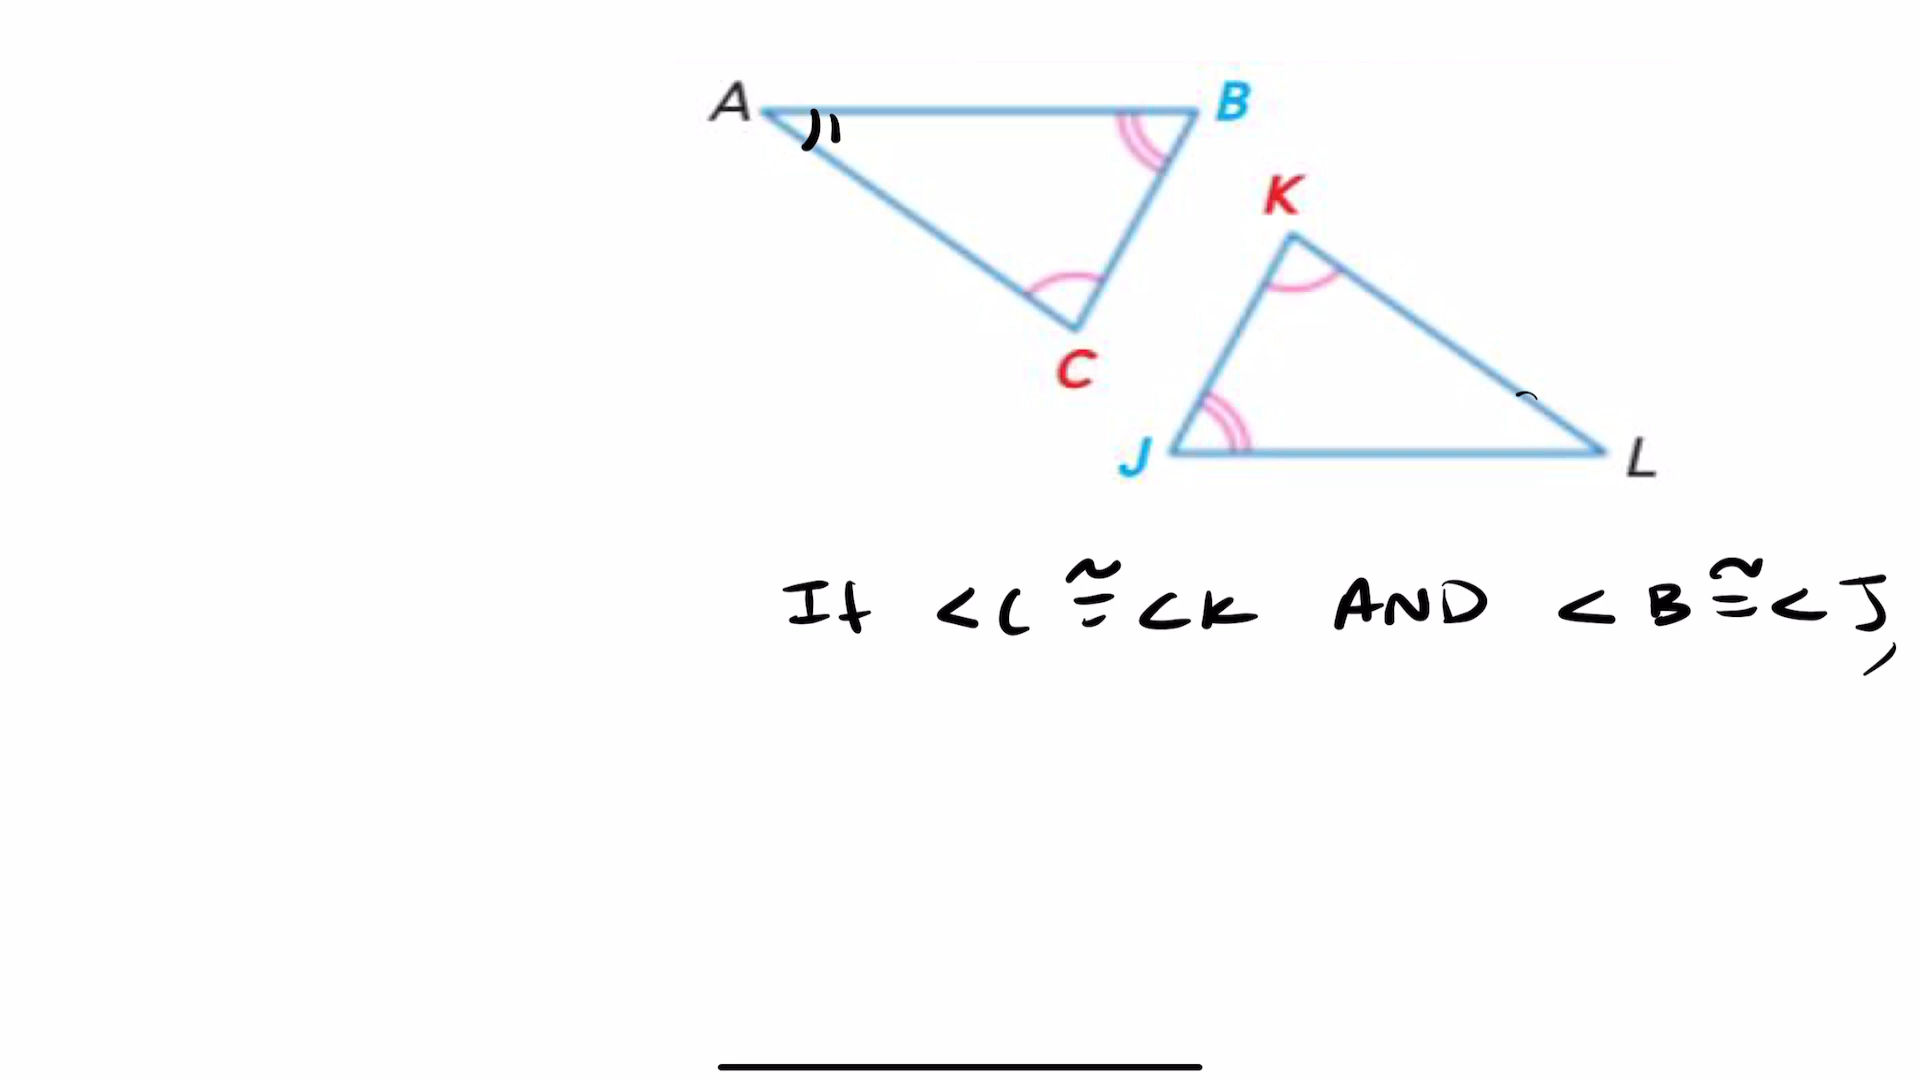 A B
K
C
J L
If <C ≅ <K AND <B ≅ <J,